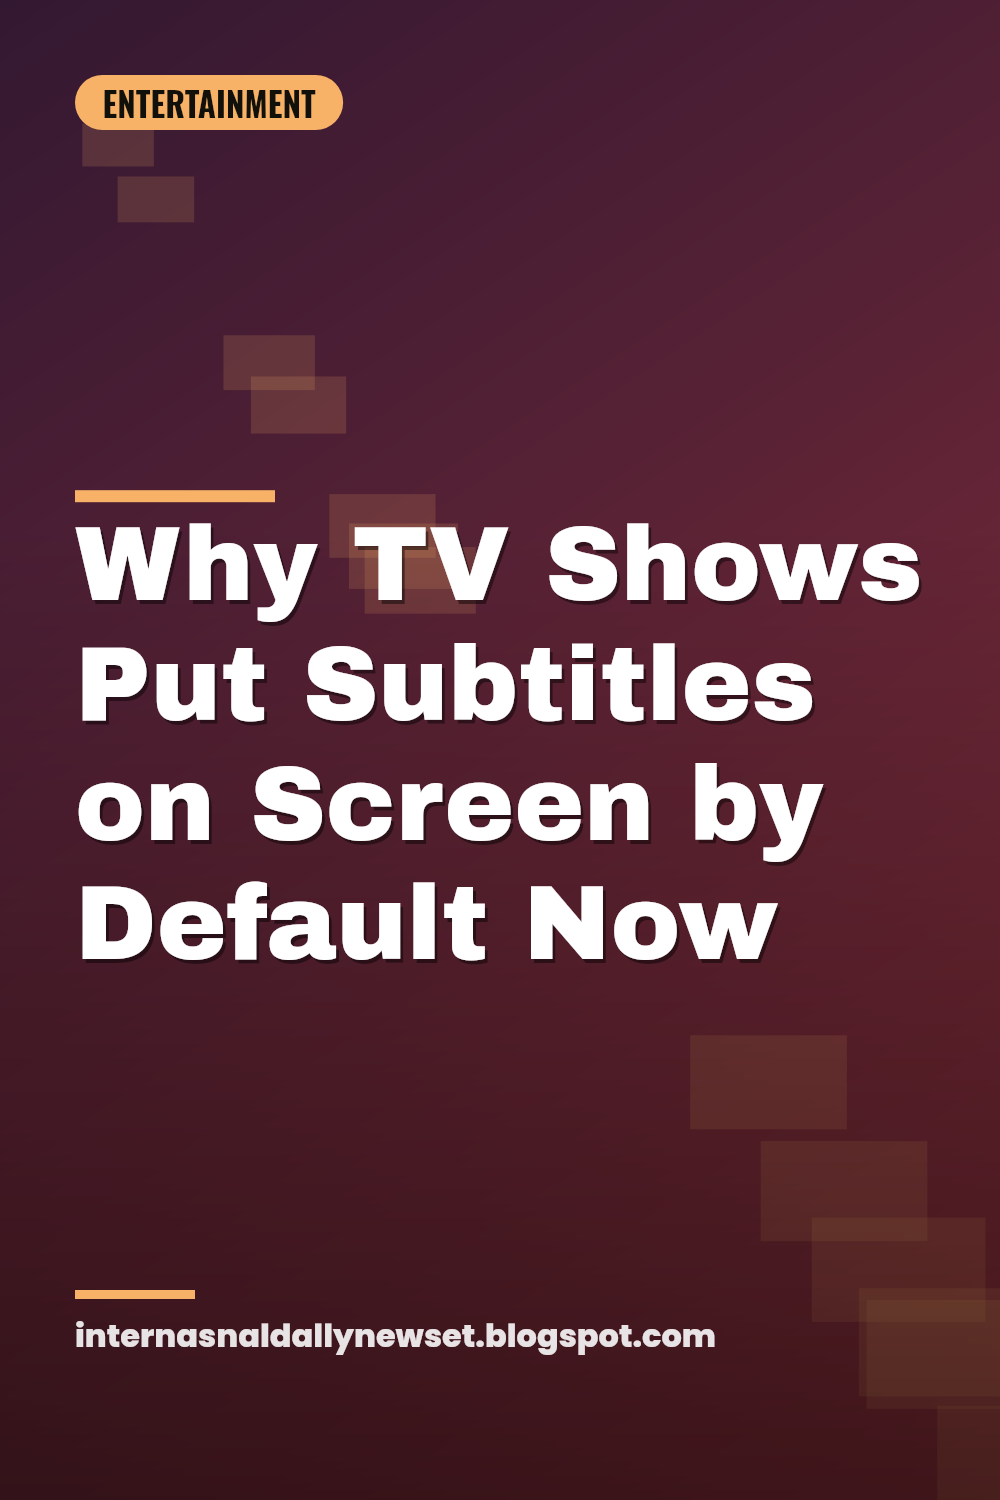 ENTERTAINMENT
Why TV Shows
Put Subtitles
on Screen by
Default Now
internasnaldallynewset.blogspot.com